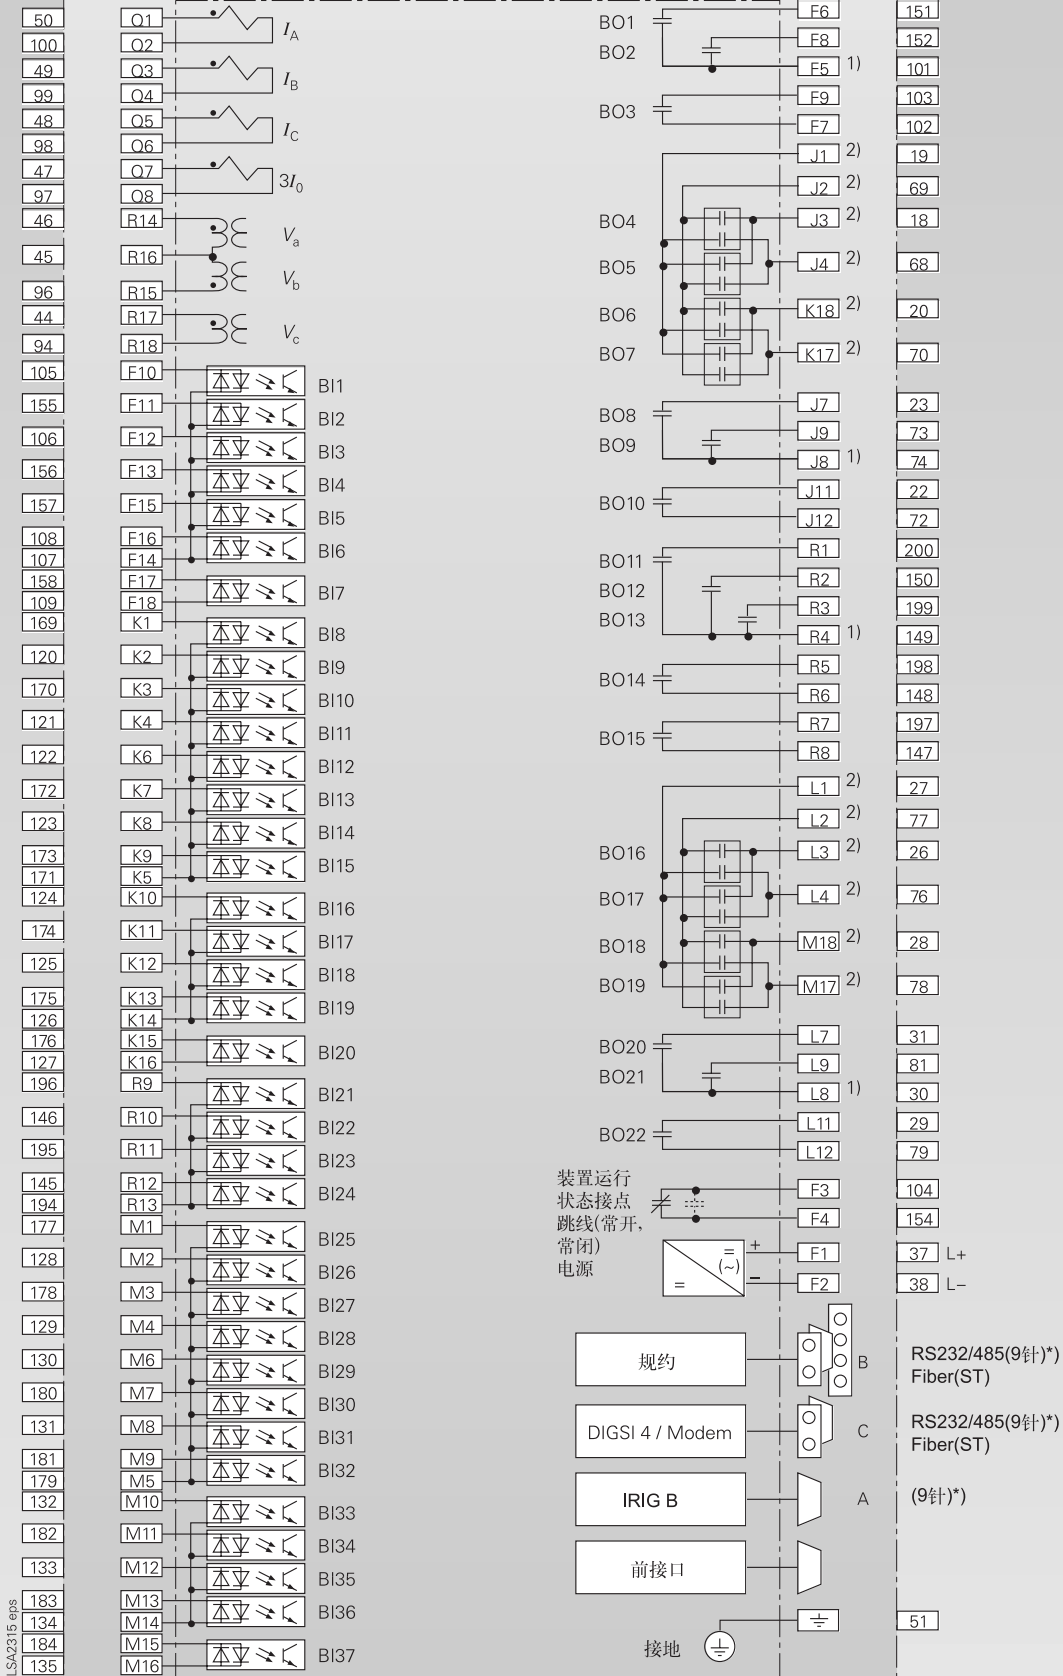 50 Q1
100 Q2
I_A
49 Q3
99 Q4
I_B
48 Q5
98 Q6
I_C
47 Q7
97 Q8
3I_0
46 R14
V_a
45 R16
V_b
96 R15
44 R17
V_c
94 R18
105 F10
BI1
155 F11
BI2
106 F12
BI3
156 F13
BI4
157 F15
BI5
108 F16
BI6
107 F14
158 F17
BI7
109 F18
169 K1
BI8
120 K2
BI9
170 K3
BI10
121 K4
BI11
122 K6
BI12
172 K7
BI13
123 K8
BI14
173 K9
BI15
171 K5
124 K10
BI16
174 K11
BI17
125 K12
BI18
175 K13
BI19
126 K14
176 K15
BI20
127 K16
196 R9
BI21
146 R10
BI22
195 R11
BI23
145 R12
BI24
194 R13
177 M1
BI25
128 M2
BI26
178 M3
BI27
129 M4
BI28
130 M6
BI29
180 M7
BI30
131 M8
BI31
181 M9
BI32
179 M5
132 M10
BI33
182 M11
BI34
133 M12
BI35
183 M13
BI36
134 M14
184 M15
BI37
135 M16
LSA2315 eps
BO1
F6 151
BO2
F8 152
F5 1) 101
BO3
F9 103
F7 102
J1 2) 19
J2 2) 69
BO4
J3 2) 18
BO5
J4 2) 68
BO6
K18 2) 20
BO7
K17 2) 70
BO8
J7 23
BO9
J9 73
J8 1) 74
BO10
J11 22
J12 72
BO11
R1 200
BO12
R2 150
BO13
R3 199
R4 1) 149
BO14
R5 198
R6 148
BO15
R7 197
R8 147
L1 2) 27
L2 2) 77
BO16
L3 2) 26
BO17
L4 2) 76
BO18
M18 2) 28
BO19
M17 2) 78
BO20
L7 31
BO21
L9 81
L8 1) 30
BO22
L11 29
L12 79
装置运行
状态接点
跳线(常开,
常闭)
电源
F3 104
F4 154
= (~) =
+ F1 37 L+
− F2 38 L−
规约
B
RS232/485(9针)*)
Fiber(ST)
DIGSI 4 / Modem
C
RS232/485(9针)*)
Fiber(ST)
IRIG B
A
(9针)*)
前接口
接地
51